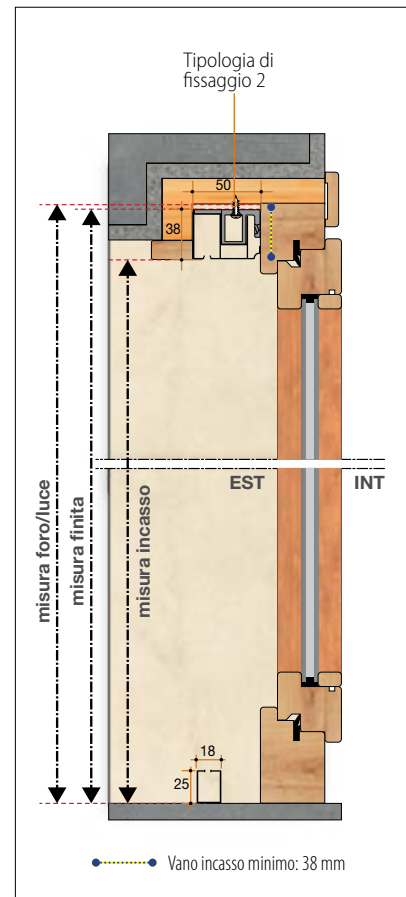 Tipologia di
fissaggio 2
50
38
misura foro/luce
misura finita
misura incasso
EST
INT
18
25
Vano incasso minimo: 38 mm